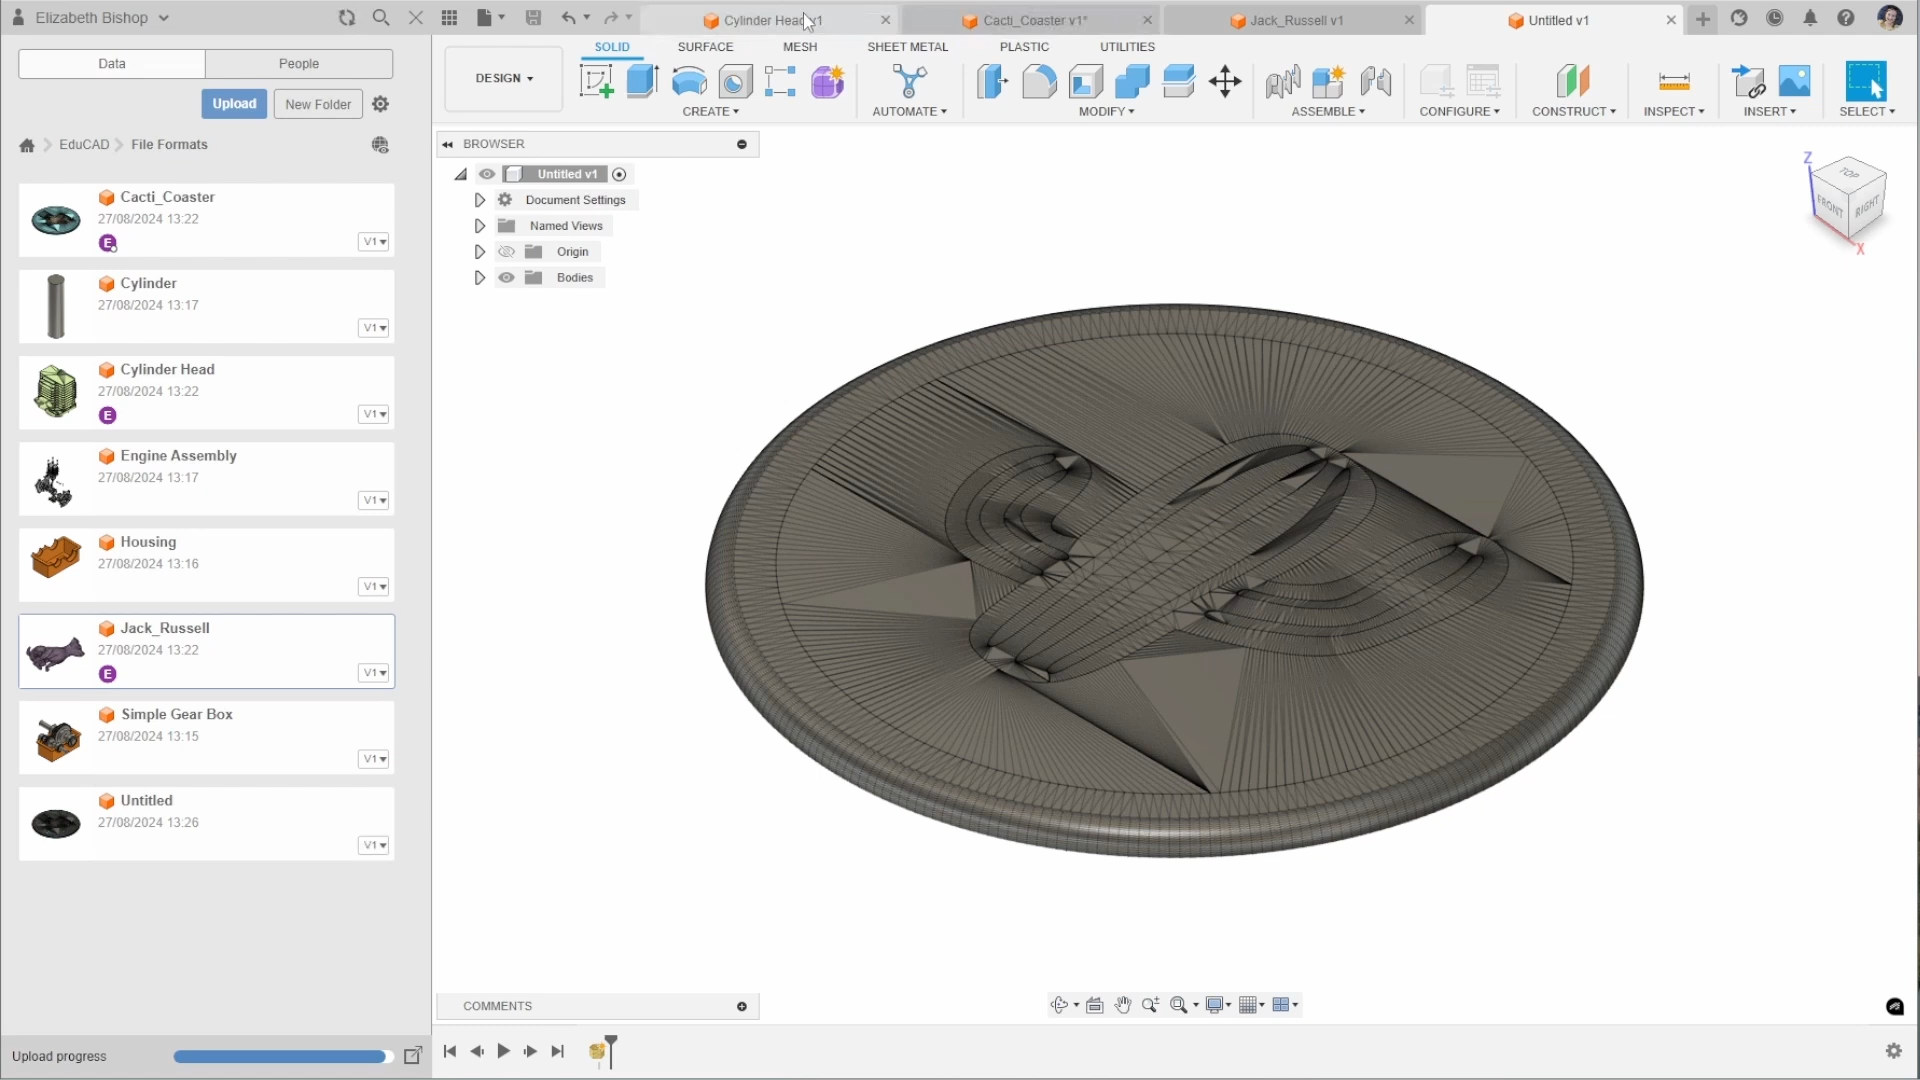 Elizabeth Bishop
Cylinder Head v1
Cacti_Coaster v1*
Jack_Russell v1
Untitled v1
Data
People
Upload
New Folder
EduCAD
File Formats
DESIGN
SOLID
SURFACE
MESH
SHEET METAL
PLASTIC
UTILITIES
CREATE
AUTOMATE
MODIFY
ASSEMBLE
CONFIGURE
CONSTRUCT
INSPECT
INSERT
SELECT
BROWSER
Untitled v1
Document Settings
Named Views
Origin
Bodies
Z
TOP
FRONT
RIGHT
X
Cacti_Coaster
27/08/2024 13:22
E
V1
Cylinder
27/08/2024 13:17
V1
Cylinder Head
27/08/2024 13:22
E
V1
Engine Assembly
27/08/2024 13:17
V1
Housing
27/08/2024 13:16
V1
Jack_Russell
27/08/2024 13:22
E
V1
Simple Gear Box
27/08/2024 13:15
V1
Untitled
27/08/2024 13:26
V1
COMMENTS
Upload progress